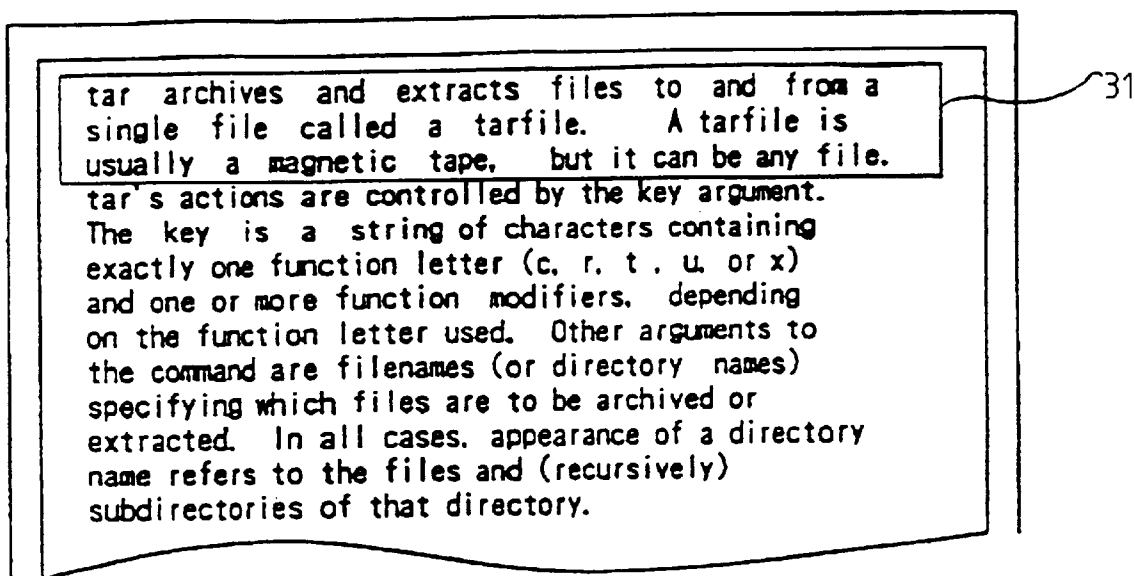 tar archives and extracts files to and from a
single file called a tarfile. A tarfile is
usually a magnetic tape, but it can be any file.
tar's actions are controlled by the key argument.
The key is a string of characters containing
exactly one function letter (c, r, t , u, or x)
and one or more function modifiers, depending
on the function letter used. Other arguments to
the command are filenames (or directory names)
specifying which files are to be archived or
extracted. In all cases, appearance of a directory
name refers to the files and (recursively)
subdirectories of that directory.
31